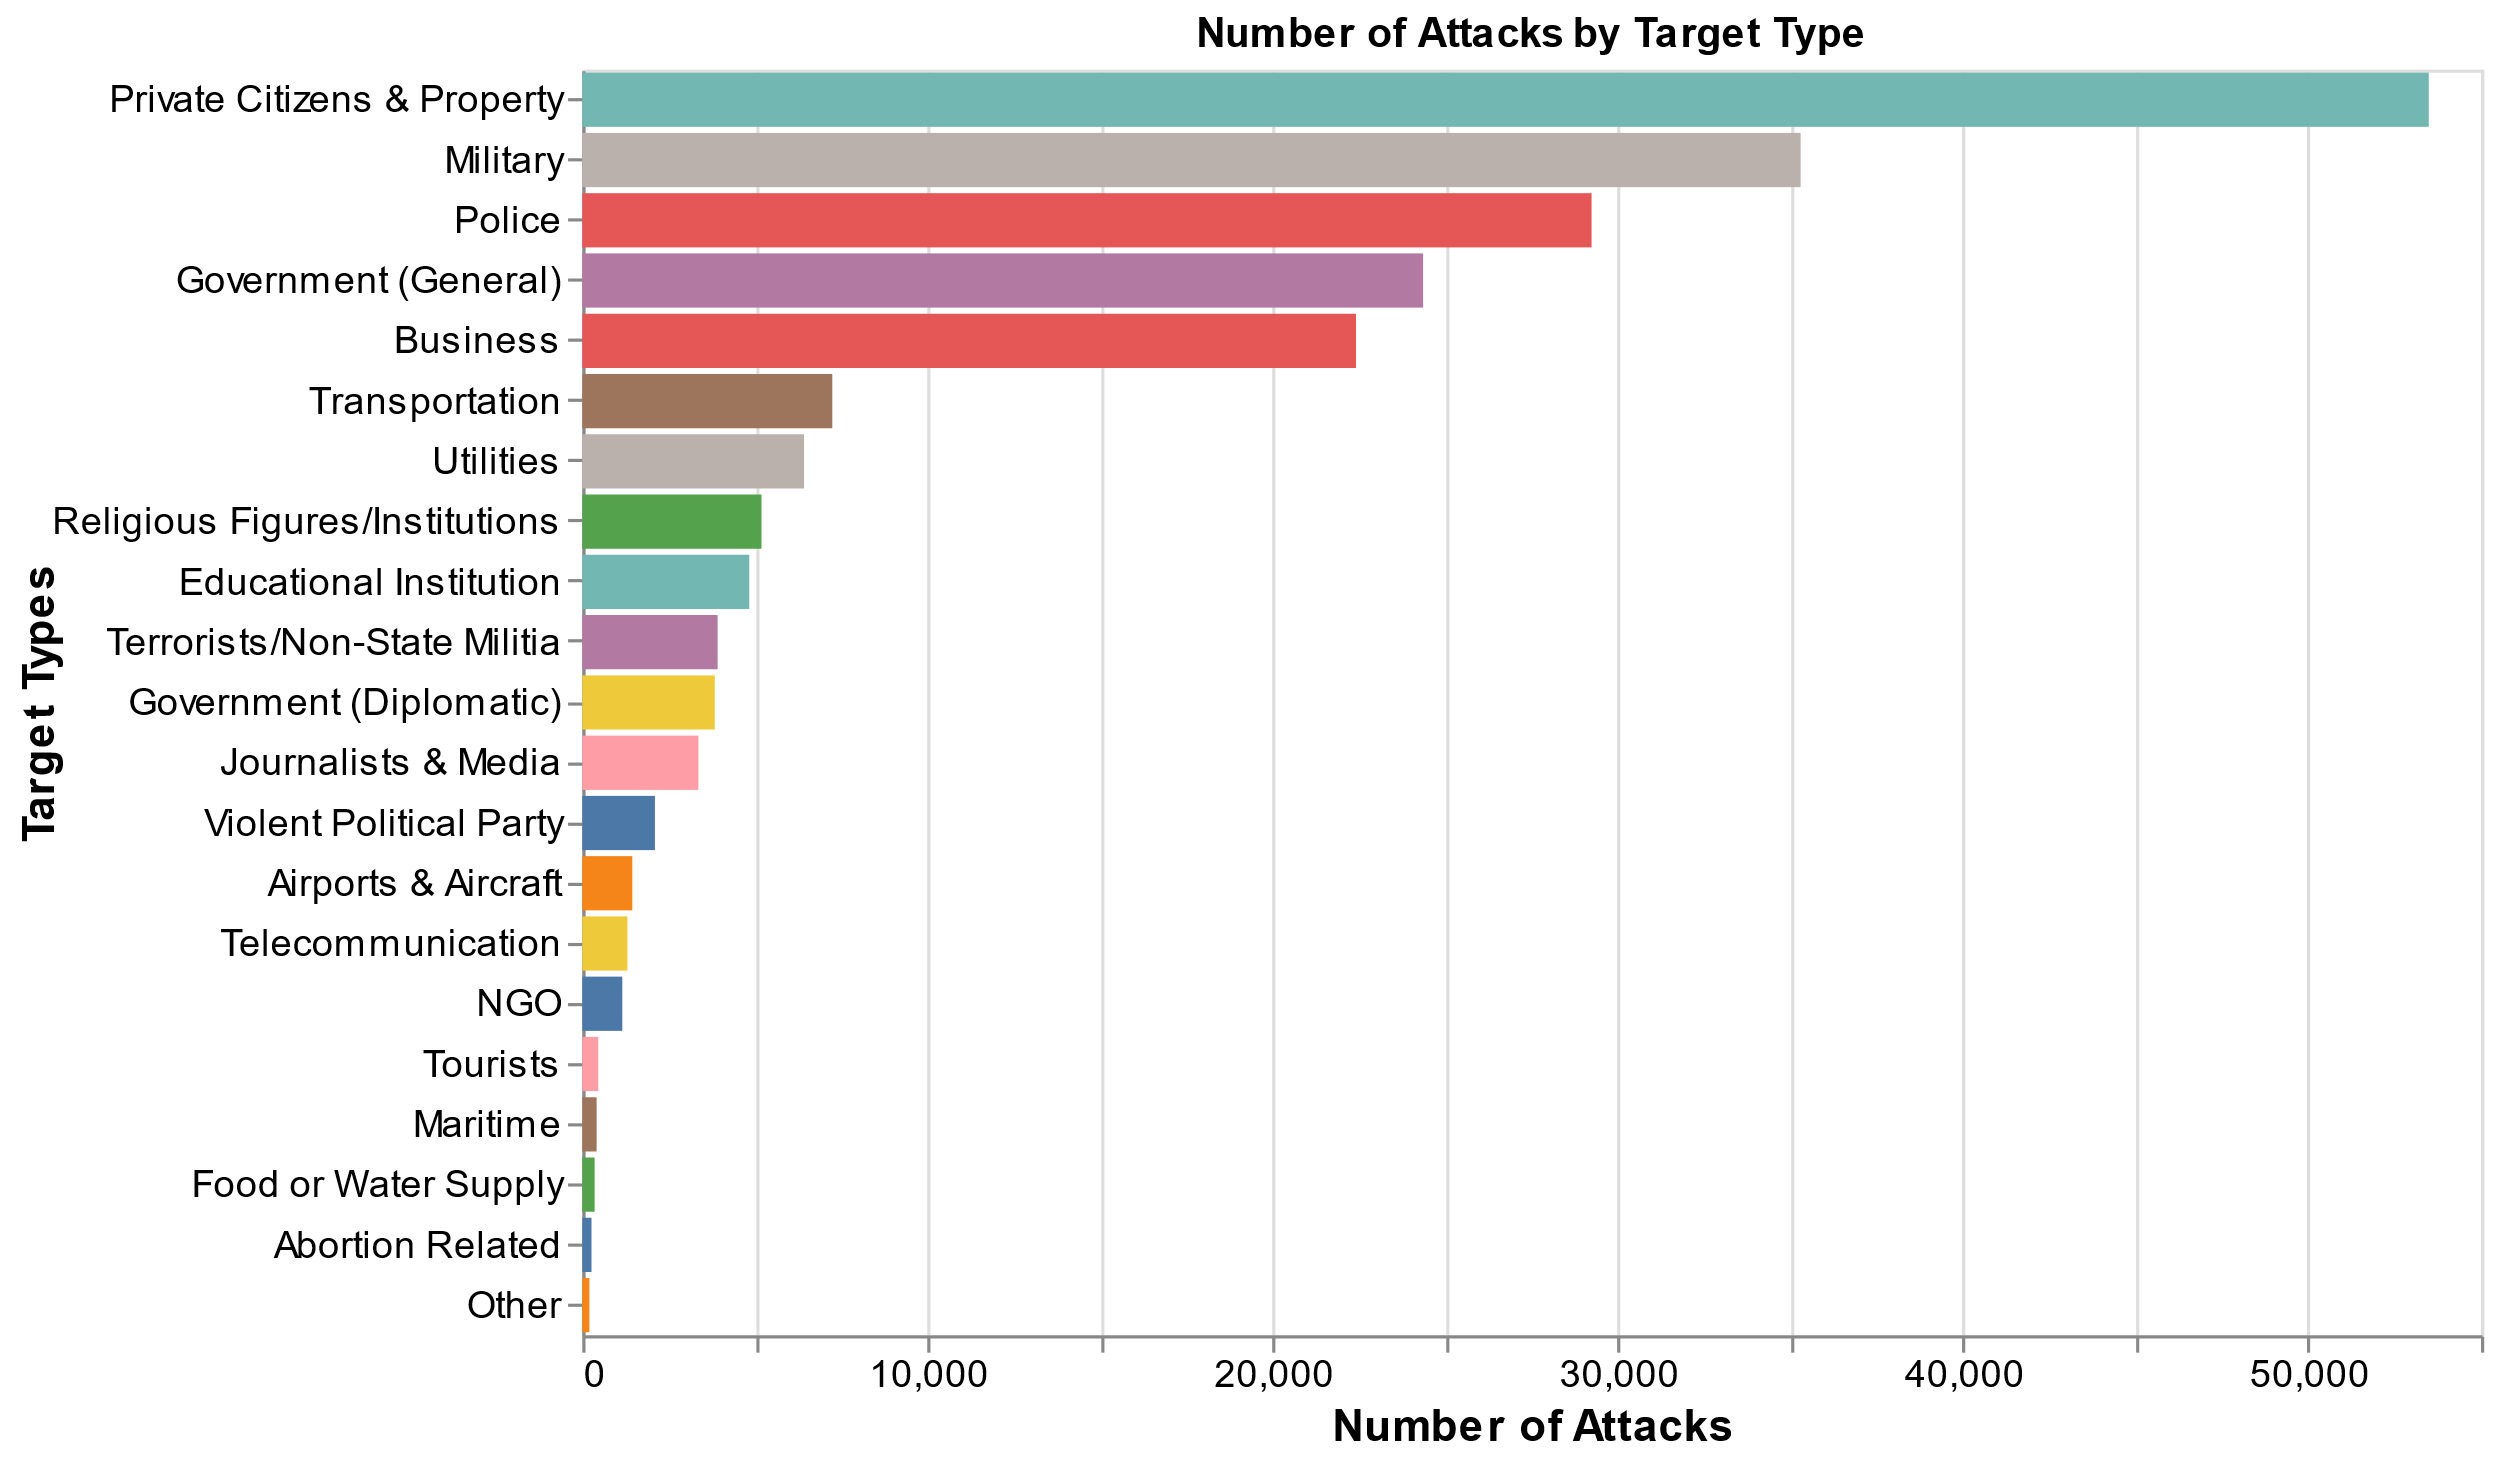 Number of Attacks by Target Type
Private Citizens & Property
Military
Police
Government (General)
Business
Transportation
Utilities
Religious Figures/Institutions
Educational Institution
Terrorists/Non-State Militia
Government (Diplomatic)
Journalists & Media
Violent Political Party
Airports & Aircraft
Telecommunication
NGO
Tourists
Maritime
Food or Water Supply
Abortion Related
Other
Target Types
0 10,000 20,000 30,000 40,000 50,000
Number of Attacks